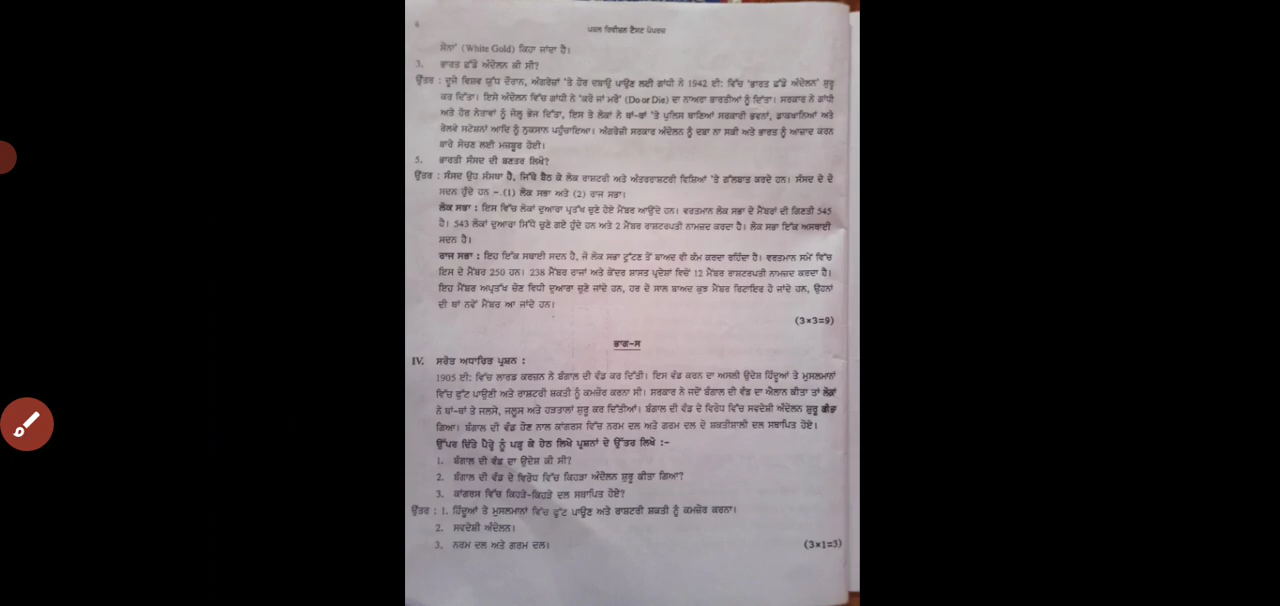 8
ਪਰਲ ਰਿਵੀਜ਼ਨ ਟੈਸਟ ਪੇਪਰਜ਼
ਸੋਨਾ' (White Gold) ਕਿਹਾ ਜਾਂਦਾ ਹੈ।
3. ਭਾਰਤ ਛੱਡੋ ਅੰਦੋਲਨ ਕੀ ਸੀ?
ਉੱਤਰ : ਦੂਜੇ ਵਿਸ਼ਵ ਯੁੱਧ ਦੌਰਾਨ, ਅੰਗਰੇਜ਼ਾਂ 'ਤੇ ਹੋਰ ਦਬਾਉ ਪਾਉਣ ਲਈ ਗਾਂਧੀ ਨੇ 1942 ਈ: ਵਿੱਚ 'ਭਾਰਤ ਛੱਡੋ ਅੰਦੋਲਨ' ਸ਼ੁਰੂ
ਕਰ ਦਿੱਤਾ। ਇਸੇ ਅੰਦੋਲਨ ਵਿੱਚ ਗਾਂਧੀ ਨੇ 'ਕਰੋ ਜਾਂ ਮਰੋ' (Do or Die) ਦਾ ਨਾਅਰਾ ਭਾਰਤੀਆਂ ਨੂੰ ਦਿੱਤਾ। ਸਰਕਾਰ ਨੇ ਗਾਂਧੀ
ਅਤੇ ਹੋਰ ਨੇਤਾਵਾਂ ਨੂੰ ਜੇਲ੍ਹ ਭੇਜ ਦਿੱਤਾ, ਇਸ ਤੇ ਲੋਕਾਂ ਨੇ ਥਾਂ-ਥਾਂ 'ਤੇ ਪੁਲਿਸ ਥਾਣਿਆਂ ਸਰਕਾਰੀ ਭਵਨਾਂ, ਡਾਕਖਾਨਿਆਂ ਅਤੇ
ਰੇਲਵੇ ਸਟੇਸ਼ਨਾਂ ਆਦਿ ਨੂੰ ਨੁਕਸਾਨ ਪਹੁੰਚਾਇਆ। ਅੰਗਰੇਜ਼ੀ ਸਰਕਾਰ ਅੰਦੋਲਨ ਨੂੰ ਦਬਾ ਨਾ ਸਕੀ ਅਤੇ ਭਾਰਤ ਨੂੰ ਆਜ਼ਾਦ ਕਰਨ
ਬਾਰੇ ਸੋਚਣ ਲਈ ਮਜ਼ਬੂਰ ਹੋਈ।
5. ਭਾਰਤੀ ਸੰਸਦ ਦੀ ਬਣਤਰ ਲਿਖੋ?
ਉੱਤਰ : ਸੰਸਦ ਉਹ ਸੰਸਥਾ ਹੈ, ਜਿੱਥੇ ਬੈਠ ਕੇ ਲੋਕ ਰਾਸ਼ਟਰੀ ਅਤੇ ਅੰਤਰਰਾਸ਼ਟਰੀ ਵਿਸ਼ਿਆਂ 'ਤੇ ਗੱਲਬਾਤ ਕਰਦੇ ਹਨ। ਸੰਸਦ ਦੇ ਦੋ
ਸਦਨ ਹੁੰਦੇ ਹਨ – (1) ਲੋਕ ਸਭਾ ਅਤੇ (2) ਰਾਜ ਸਭਾ।
ਲੋਕ ਸਭਾ : ਇਸ ਵਿੱਚ ਲੋਕਾਂ ਦੁਆਰਾ ਪ੍ਰਤੱਖ ਚੁਣੇ ਹੋਏ ਮੈਂਬਰ ਆਉਂਦੇ ਹਨ। ਵਰਤਮਾਨ ਲੋਕ ਸਭਾ ਦੇ ਮੈਂਬਰਾਂ ਦੀ ਗਿਣਤੀ 545
ਹੈ। 543 ਲੋਕਾਂ ਦੁਆਰਾ ਸਿੱਧੇ ਚੁਣੇ ਗਏ ਹੁੰਦੇ ਹਨ ਅਤੇ 2 ਮੈਂਬਰ ਰਾਸ਼ਟਰਪਤੀ ਨਾਮਜ਼ਦ ਕਰਦਾ ਹੈ। ਲੋਕ ਸਭਾ ਇੱਕ ਅਸਥਾਈ
ਸਦਨ ਹੈ।
ਰਾਜ ਸਭਾ : ਇਹ ਇੱਕ ਸਥਾਈ ਸਦਨ ਹੈ, ਜੋ ਲੋਕ ਸਭਾ ਟੁੱਟਣ ਤੋਂ ਬਾਅਦ ਵੀ ਕੰਮ ਕਰਦਾ ਰਹਿੰਦਾ ਹੈ। ਵਰਤਮਾਨ ਸਮੇਂ ਵਿੱਚ
ਇਸ ਦੇ ਮੈਂਬਰ 250 ਹਨ। 238 ਮੈਂਬਰ ਰਾਜਾਂ ਅਤੇ ਕੇਂਦਰ ਸ਼ਾਸਤ ਪ੍ਰਦੇਸ਼ਾਂ ਵਿਚੋਂ 12 ਮੈਂਬਰ ਰਾਸ਼ਟਰਪਤੀ ਨਾਮਜ਼ਦ ਕਰਦਾ ਹੈ।
ਇਹ ਮੈਂਬਰ ਅਪ੍ਰਤੱਖ ਚੋਣ ਵਿਧੀ ਦੁਆਰਾ ਚੁਣੇ ਜਾਂਦੇ ਹਨ, ਹਰ ਦੋ ਸਾਲ ਬਾਅਦ ਕੁਝ ਮੈਂਬਰ ਰਿਟਾਇਰ ਹੋ ਜਾਂਦੇ ਹਨ, ਉਹਨਾਂ
ਦੀ ਥਾਂ ਨਵੇਂ ਮੈਂਬਰ ਆ ਜਾਂਦੇ ਹਨ।
(3×3=9)
ਭਾਗ-ਸ
IV. ਸਰੋਤ ਅਧਾਰਿਤ ਪ੍ਰਸ਼ਨ :
1905 ਈ: ਵਿੱਚ ਲਾਰਡ ਕਰਜ਼ਨ ਨੇ ਬੰਗਾਲ ਦੀ ਵੰਡ ਕਰ ਦਿੱਤੀ। ਇਸ ਵੰਡ ਕਰਨ ਦਾ ਅਸਲੀ ਉਦੇਸ਼ ਹਿੰਦੂਆਂ ਤੇ ਮੁਸਲਮਾਨਾਂ
ਵਿੱਚ ਫੁੱਟ ਪਾਉਣੀ ਅਤੇ ਰਾਸ਼ਟਰੀ ਸ਼ਕਤੀ ਨੂੰ ਕਮਜ਼ੋਰ ਕਰਨਾ ਸੀ। ਸਰਕਾਰ ਨੇ ਜਦੋਂ ਬੰਗਾਲ ਦੀ ਵੰਡ ਦਾ ਐਲਾਨ ਕੀਤਾ ਤਾਂ ਲੋਕਾਂ
ਨੇ ਥਾਂ-ਥਾਂ ਤੇ ਜਲਸੇ, ਜਲੂਸ ਅਤੇ ਹੜਤਾਲਾਂ ਸ਼ੁਰੂ ਕਰ ਦਿੱਤੀਆਂ। ਬੰਗਾਲ ਦੀ ਵੰਡ ਦੇ ਵਿਰੋਧ ਵਿੱਚ ਸਵਦੇਸ਼ੀ ਅੰਦੋਲਨ ਸ਼ੁਰੂ ਕੀਤਾ
ਗਿਆ। ਬੰਗਾਲ ਦੀ ਵੰਡ ਹੋਣ ਨਾਲ ਕਾਂਗਰਸ ਵਿੱਚ ਨਰਮ ਦਲ ਅਤੇ ਗਰਮ ਦਲ ਦੋ ਸ਼ਕਤੀਸ਼ਾਲੀ ਦਲ ਸਥਾਪਿਤ ਹੋਏ।
ਉੱਪਰ ਦਿੱਤੇ ਪੈਰ੍ਹੇ ਨੂੰ ਪੜ੍ਹ ਕੇ ਹੇਠ ਲਿਖੇ ਪ੍ਰਸ਼ਨਾਂ ਦੇ ਉੱਤਰ ਲਿਖੋ :–
1. ਬੰਗਾਲ ਦੀ ਵੰਡ ਦਾ ਉਦੇਸ਼ ਕੀ ਸੀ?
2. ਬੰਗਾਲ ਦੀ ਵੰਡ ਦੇ ਵਿਰੋਧ ਵਿੱਚ ਕਿਹੜਾ ਅੰਦੋਲਨ ਸ਼ੁਰੂ ਕੀਤਾ ਗਿਆ?
3. ਕਾਂਗਰਸ ਵਿੱਚ ਕਿਹੜੇ-ਕਿਹੜੇ ਦਲ ਸਥਾਪਿਤ ਹੋਏ?
ਉੱਤਰ : 1. ਹਿੰਦੂਆਂ ਤੇ ਮੁਸਲਮਾਨਾਂ ਵਿੱਚ ਫੁੱਟ ਪਾਉਣ ਅਤੇ ਰਾਸ਼ਟਰੀ ਸ਼ਕਤੀ ਨੂੰ ਕਮਜ਼ੋਰ ਕਰਨਾ।
2. ਸਵਦੇਸ਼ੀ ਅੰਦੋਲਨ।
3. ਨਰਮ ਦਲ ਅਤੇ ਗਰਮ ਦਲ।
(3×1=3)